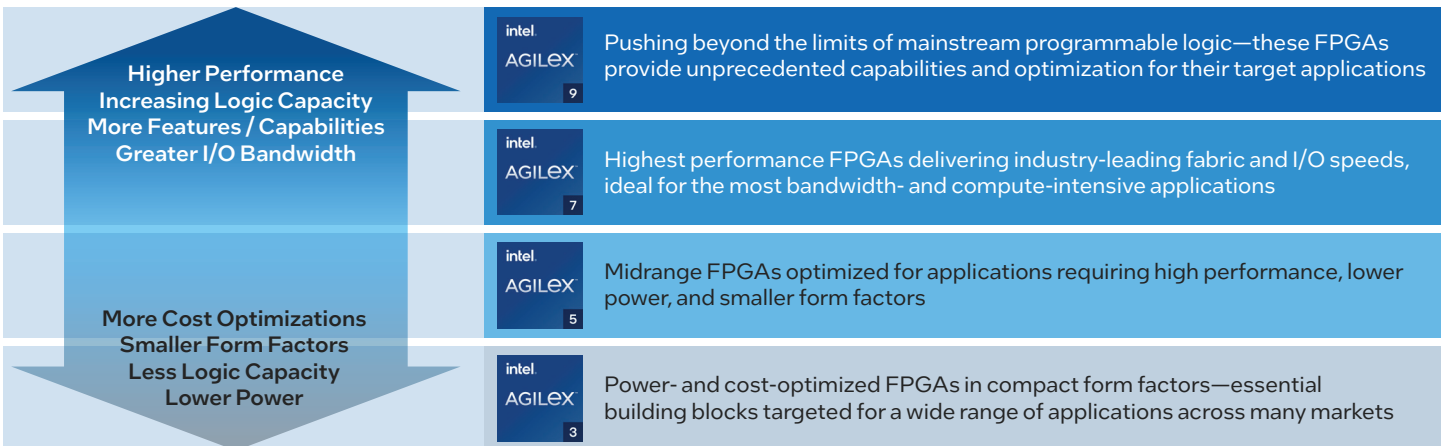 Higher Performance
Increasing Logic Capacity
More Features / Capabilities
Greater I/O Bandwidth
More Cost Optimizations
Smaller Form Factors
Less Logic Capacity
Lower Power
intel.
AGILEX™
9
Pushing beyond the limits of mainstream programmable logic—these FPGAs
provide unprecedented capabilities and optimization for their target applications
intel.
AGILEX™
7
Highest performance FPGAs delivering industry-leading fabric and I/O speeds,
ideal for the most bandwidth- and compute-intensive applications
intel.
AGILEX™
5
Midrange FPGAs optimized for applications requiring high performance, lower
power, and smaller form factors
intel.
AGILEX™
3
Power- and cost-optimized FPGAs in compact form factors—essential
building blocks targeted for a wide range of applications across many markets